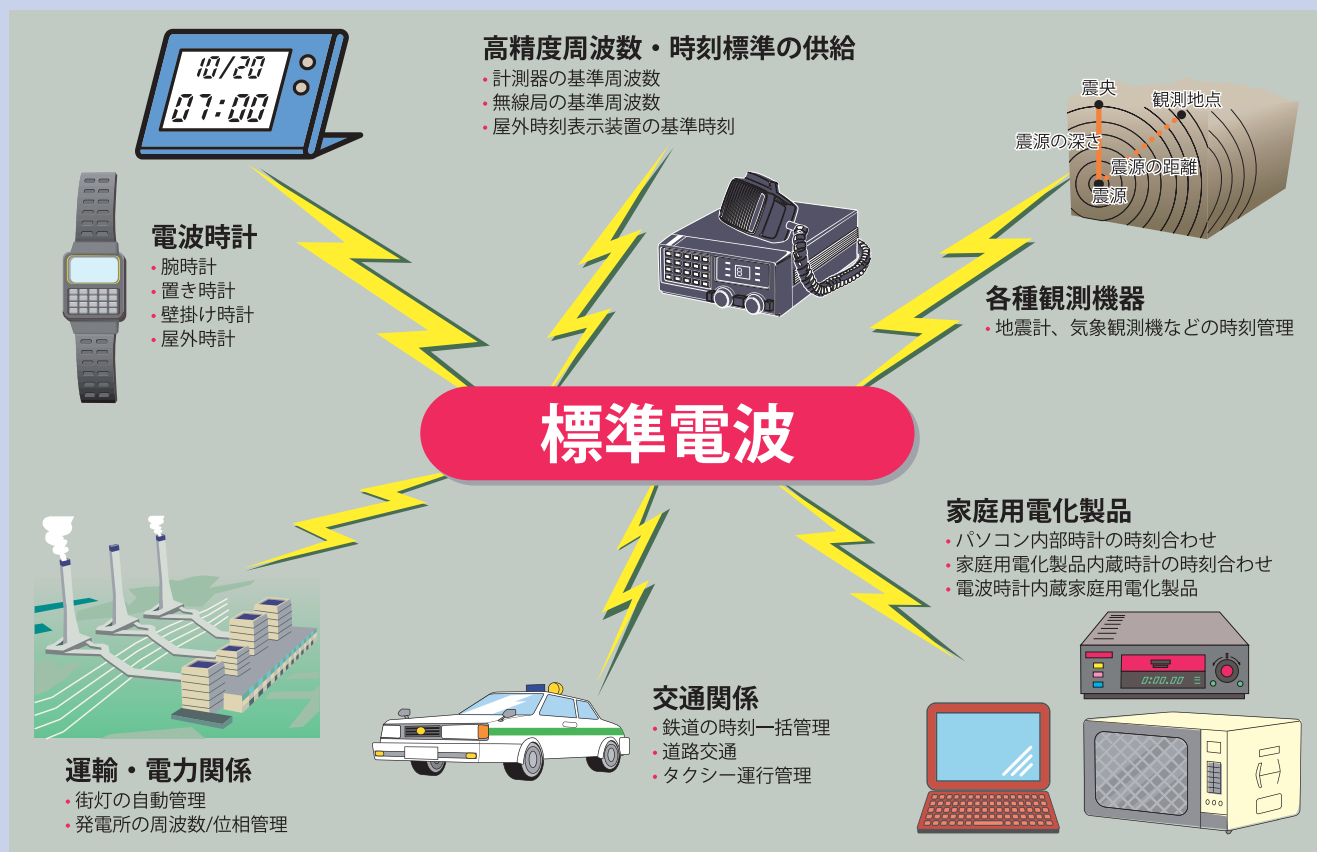 10/20
07:00
高精度周波数・時刻標準の供給
• 計測器の基準周波数
• 無線局の基準周波数
• 屋外時刻表示装置の基準時刻
震央
観測地点
震源の深さ
震源の距離
震源
電波時計
• 腕時計
• 置き時計
• 壁掛け時計
• 屋外時計
8
各種観測機器
• 地震計、気象観測機などの時刻管理
標準電波
家庭用電化製品
• パソコン内部時計の時刻合わせ
• 家庭用電化製品内蔵時計の時刻合わせ
• 電波時計内蔵家庭用電化製品
0:00.00
交通関係
• 鉄道の時刻一括管理
• 道路交通
• タクシー運行管理
運輸・電力関係
• 街灯の自動管理
• 発電所の周波数/位相管理